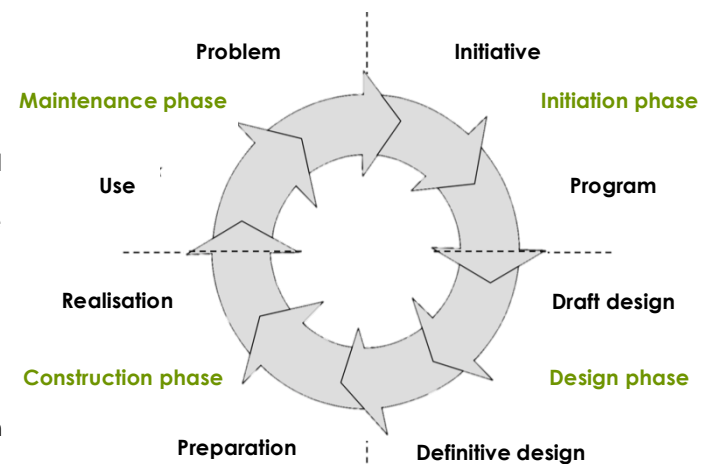 Problem
Initiative
Maintenance phase
Initiation phase
Use
Program
Realisation
Draft design
Construction phase
Design phase
Preparation
Definitive design